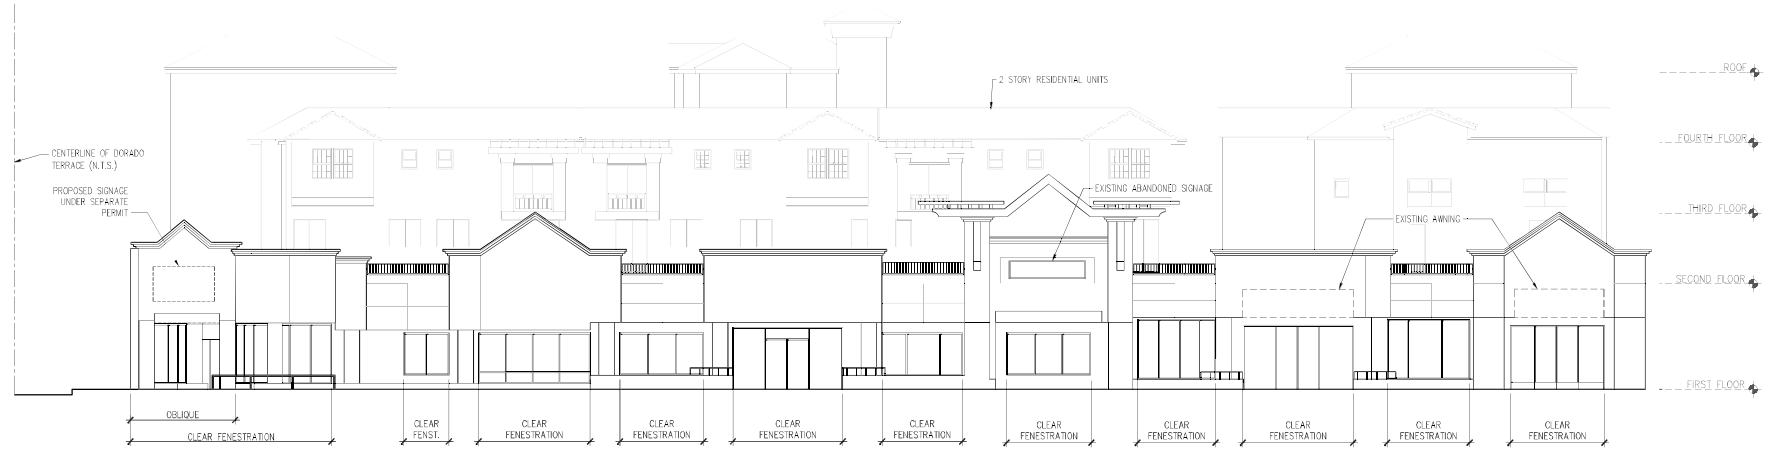 ROOF
2 STORY RESIDENTIAL UNITS
FOURTH FLOOR
CENTERLINE OF DORADO
TERRACE (N.T.S.)
PROPOSED SIGNAGE
UNDER SEPARATE
PERMIT
EXISTING ABANDONED SIGNAGE
THIRD FLOOR
EXISTING AWNING
SECOND FLOOR
FIRST FLOOR
OBLIQUE
CLEAR FENESTRATION
CLEAR
FENST.
CLEAR
FENESTRATION
CLEAR
FENESTRATION
CLEAR
FENESTRATION
CLEAR
FENESTRATION
CLEAR
FENESTRATION
CLEAR
FENESTRATION
CLEAR
FENESTRATION
CLEAR
FENESTRATION
CLEAR
FENESTRATION